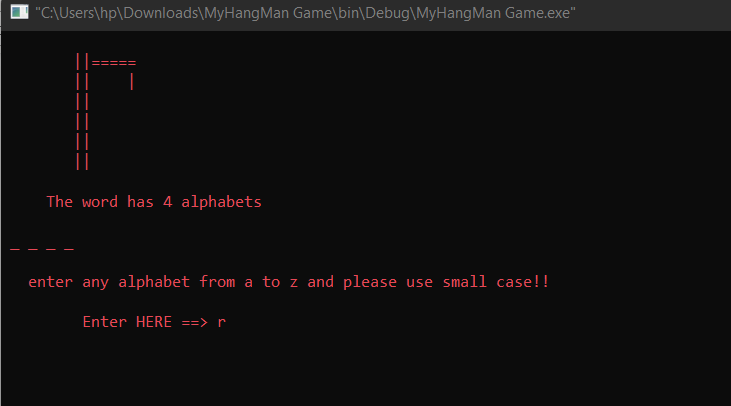 "C:\Users\hp\Downloads\MyHangMan Game\bin\Debug\MyHangMan Game.exe"
||=====
||    |
||
||
||
||
The word has 4 alphabets
_ _ _ _
enter any alphabet from a to z and please use small case!!
Enter HERE ==> r